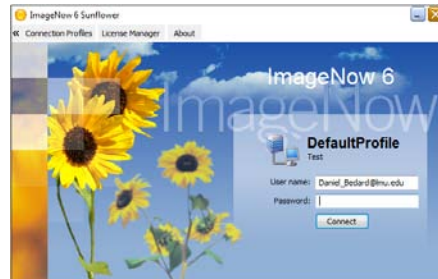 ImageNow 6 Sunflower
« Connection Profiles License Manager About
ImageNow 6
ImageNow
DefaultProfile
Test
User name: Daniel_Bedard@lmu.edu
Password:
Connect